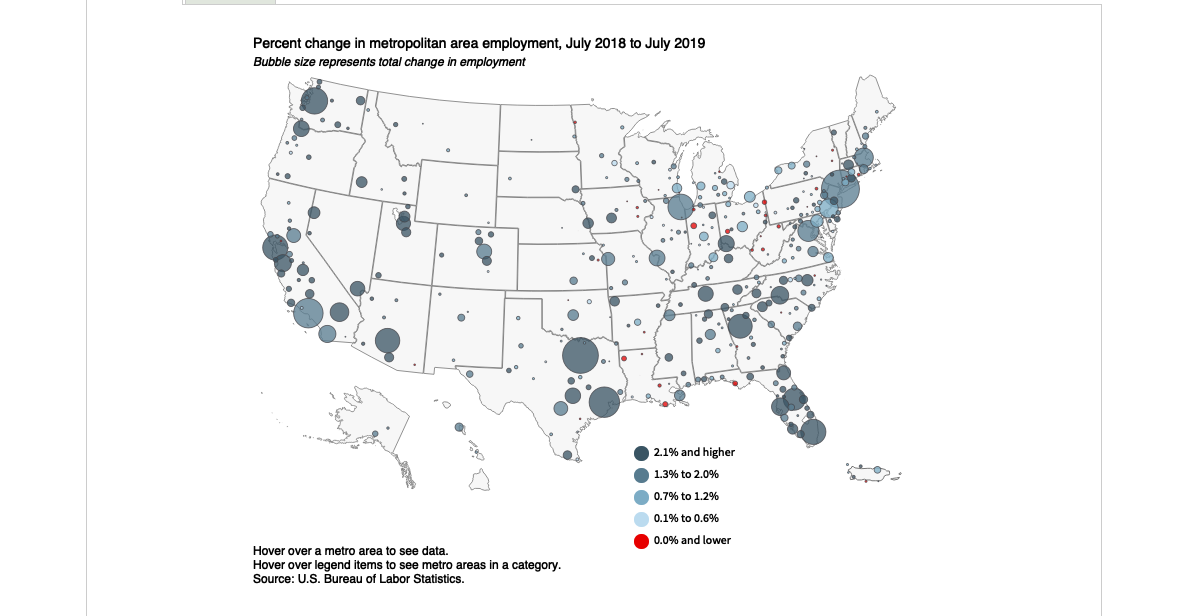 Percent change in metropolitan area employment, July 2018 to July 2019
Bubble size represents total change in employment
2.1% and higher
1.3% to 2.0%
0.7% to 1.2%
0.1% to 0.6%
0.0% and lower
Hover over a metro area to see data.
Hover over legend items to see metro areas in a category.
Source: U.S. Bureau of Labor Statistics.